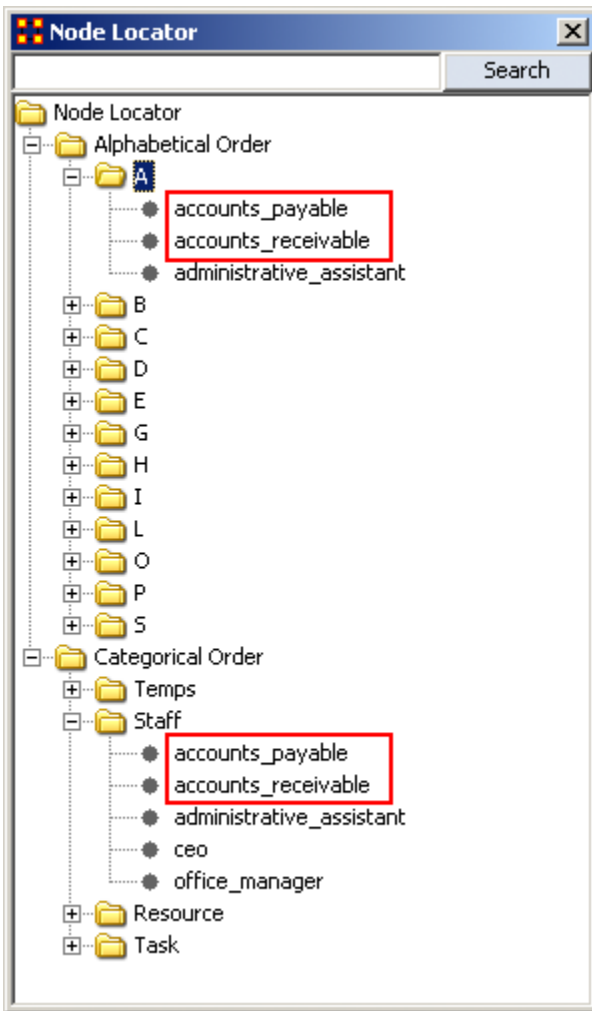 Node Locator
Search
Node Locator
Alphabetical Order
A
accounts_payable
accounts_receivable
administrative_assistant
B
C
D
E
G
H
I
L
O
P
S
Categorical Order
Temps
Staff
accounts_payable
accounts_receivable
administrative_assistant
ceo
office_manager
Resource
Task